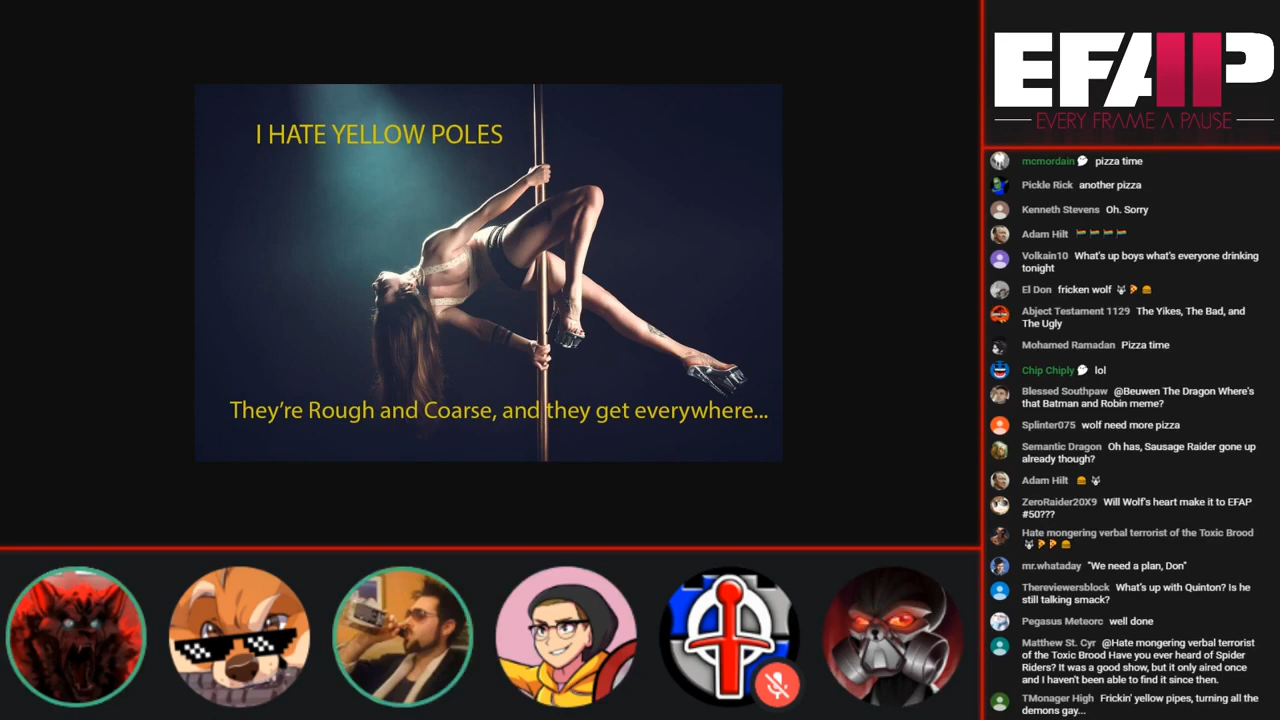 I HATE YELLOW POLES
They're Rough and Coarse, and they get everywhere...
EFAP
EVERY FRAME A PAUSE
mcmordain pizza time
Pickle Rick another pizza
Kenneth Stevens Oh. Sorry
Adam Hilt
Volkain10 What's up boys what's everyone drinking
tonight
El Don fricken wolf 🐺 🍕 🍔
Abject Testament 1129 The Yikes, The Bad, and
The Ugly
Mohamed Ramadan Pizza time
Chip Chiply lol
Blessed Southpaw @Beuwen The Dragon Where's
that Batman and Robin meme?
Splinter075 wolf need more pizza
Semantic Dragon Oh has, Sausage Raider gone up
already though?
Adam Hilt 🍔 🐺
ZeroRaider20X9 Will Wolf's heart make it to EFAP
#50???
Hate mongering verbal terrorist of the Toxic Brood
🐺 🍕 🍕 🍔
mr.whataday "We need a plan, Don"
Thereviewersblock What's up with Quinton? Is he
still talking smack?
Pegasus Meteorc well done
Matthew St. Cyr @Hate mongering verbal terrorist
of the Toxic Brood Have you ever heard of Spider
Riders? It was a good show, but it only aired once
and I haven't been able to find it since then.
TMonager High Frickin' yellow pipes, turning all the
demons gay...